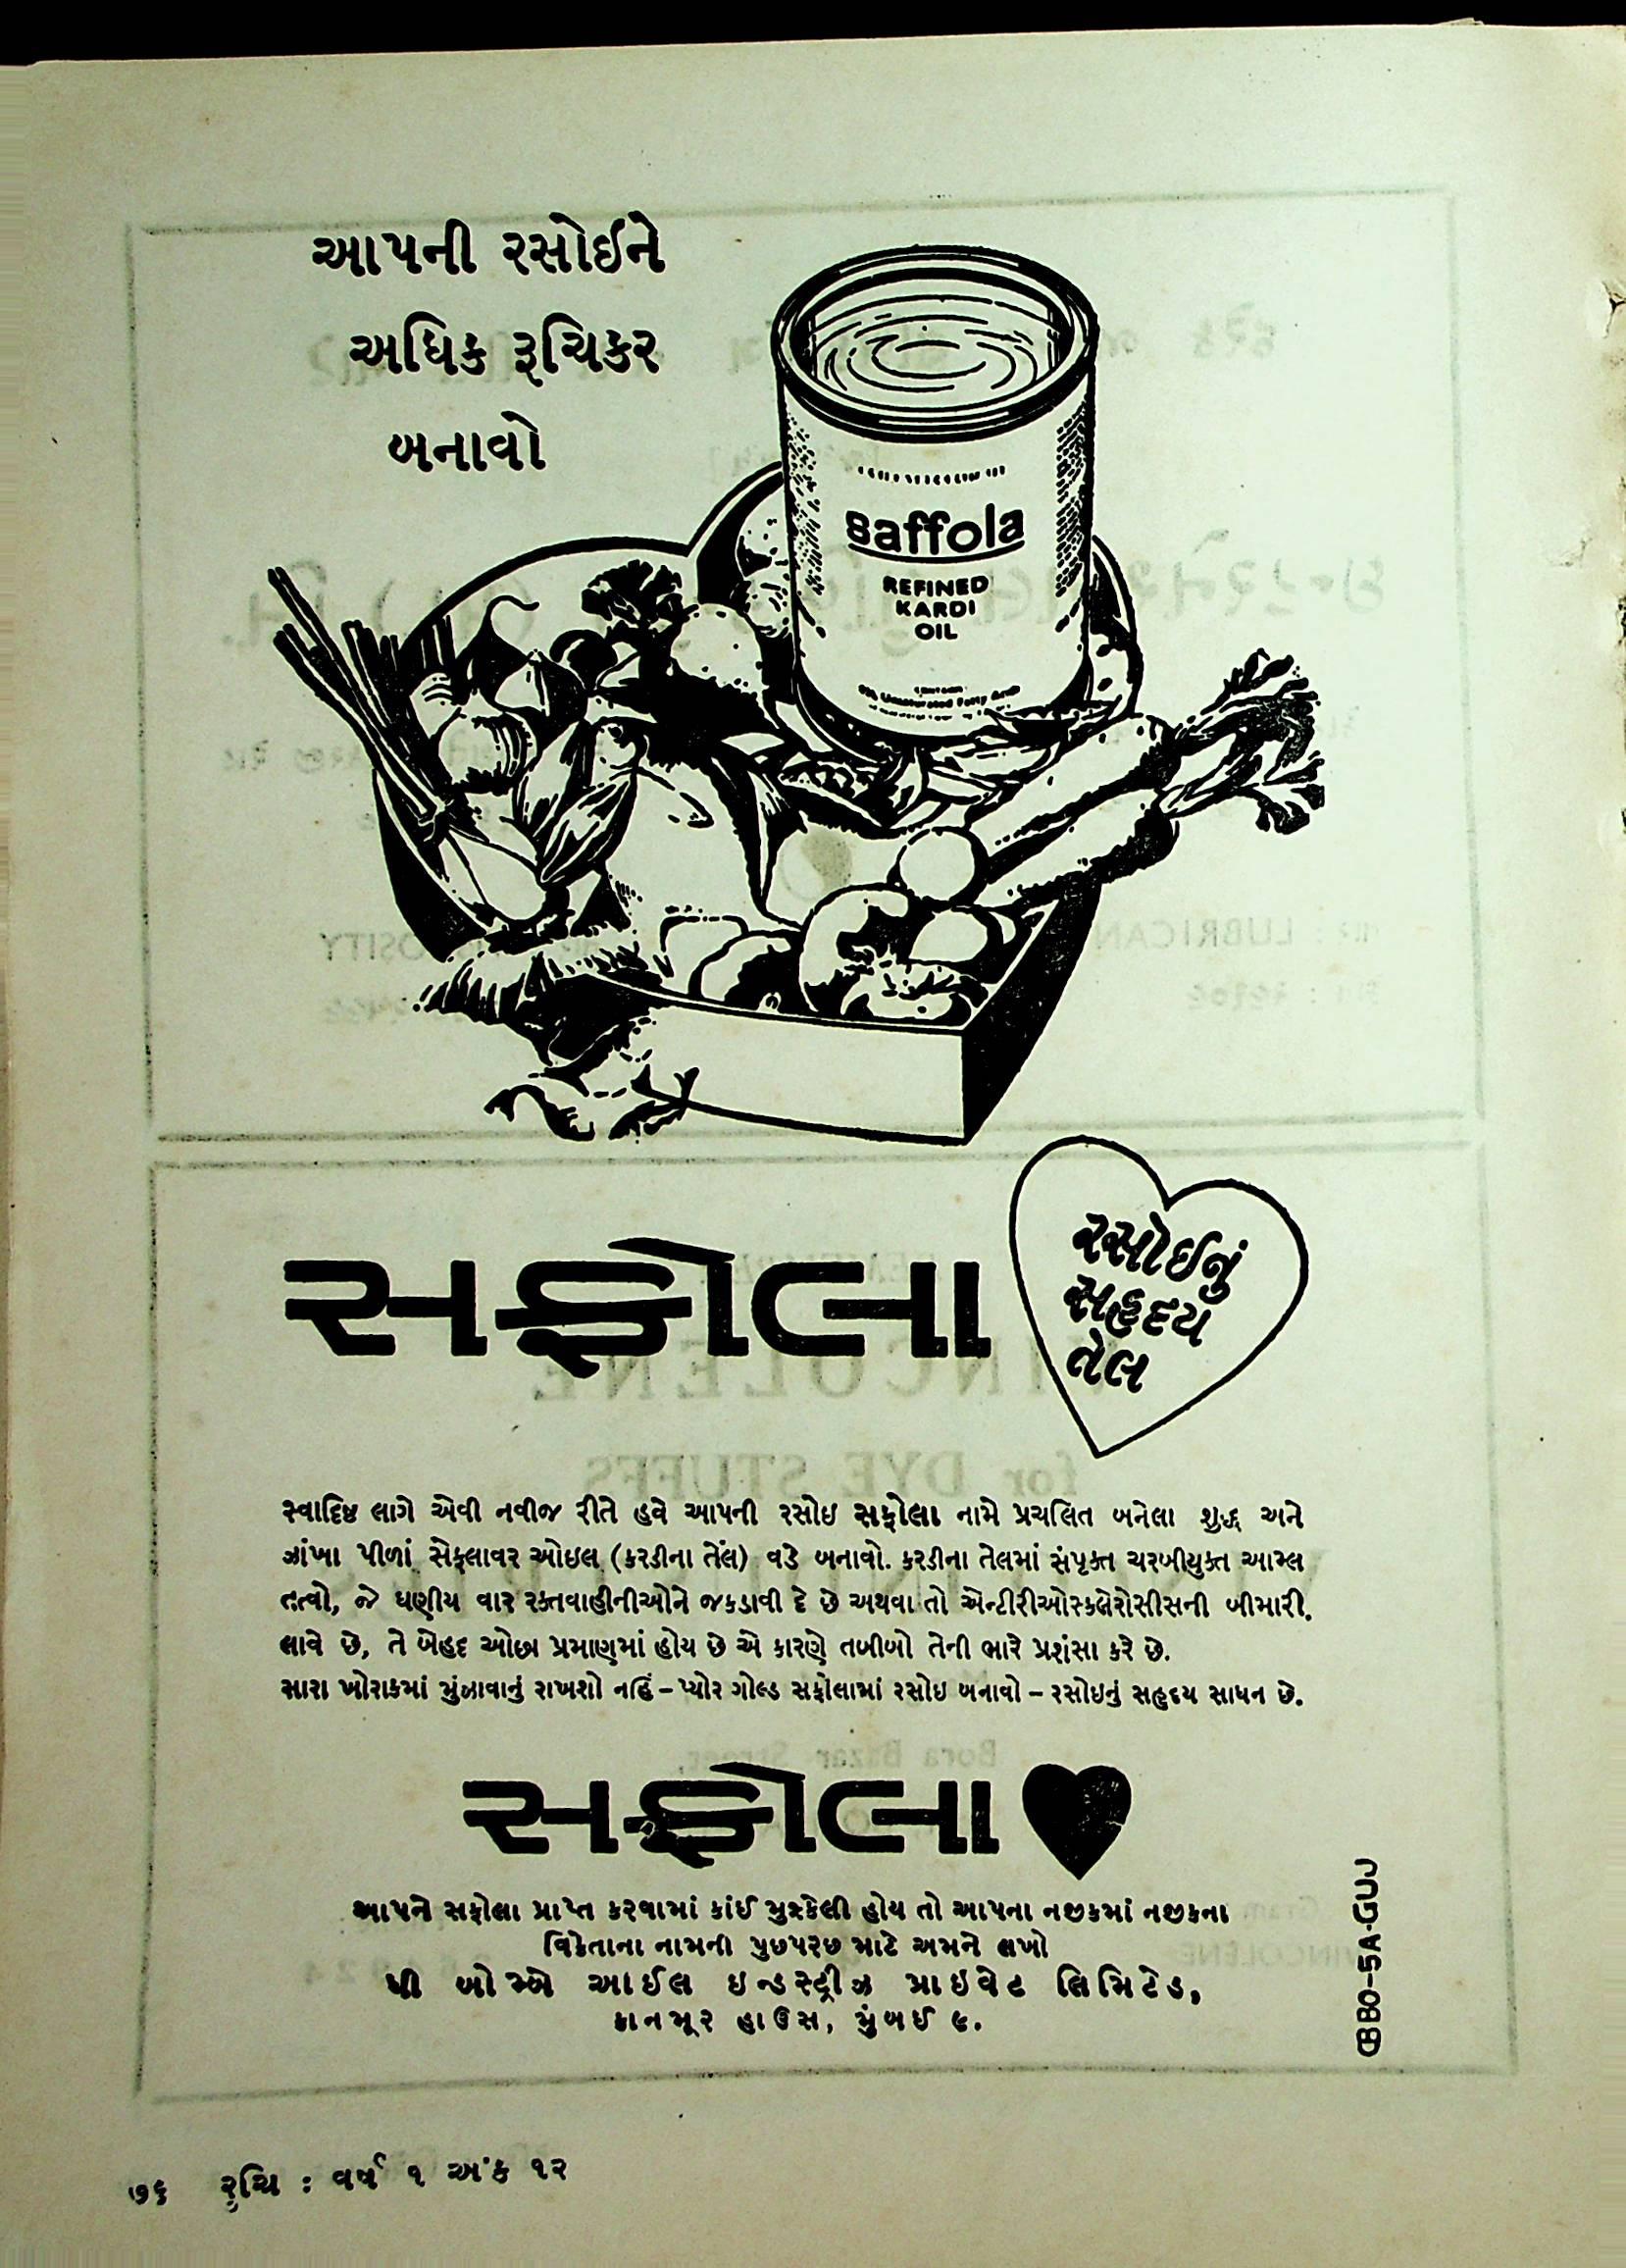 આપની રસોઈને
અધિક રૂચિકર
બનાવો
Saffola
REFINED
KARDI
OIL
સફોલા
રસોઈનું
સહૃદય
તેલ
સ્વાદિષ્ટ લાગે એવી નવીજ રીતે હવે આપની રસોઇ સફોલા નામે પ્રચલિત બનેલા શુદ્ધ અને
ઝાંખા પીળાં સેફલાવર ઓઇલ (કરડીના તેલ) વડે બનાવો. કરડીના તેલમાં સંપૃક્ત ચરબીયુક્ત આમ્લ
તત્વો, જે ઘણીય વાર રક્તવાહીનીઓને જકડાવી દે છે અથવા તો એન્ટીરીઓસ્કલેરોસીસની બીમારી.
લાવે છે, તે બેહદ ઓછા પ્રમાણમાં હોય છે એ કારણે તબીબો તેની ભારે પ્રશંસા કરે છે.
સારા ખોરાકમાં મુંઝાવાનું રાખશો નહિં – પ્યોર ગોલ્ડ સફોલામાં રસોઇ બનાવો – રસોઇનું સહૃદય સાધન છે.
સફોલા
આપને સફોલા પ્રાપ્ત કરવામાં કાંઈ મુશ્કેલી હોય તો આપના નજીકમાં નજીકના
વિક્રેતાના નામની પુછપરછ માટે અમને લખો
ધી બોમ્બે આઈલ ઇન્ડસ્ટ્રીઝ પ્રાઇવેટ લિમિટેડ,
કાનમૂર હાઉસ, મુંબઈ ૯.
BBO-5A-GUJ
૭૬ રુચિ : વર્ષ ૧ અંક ૧૨